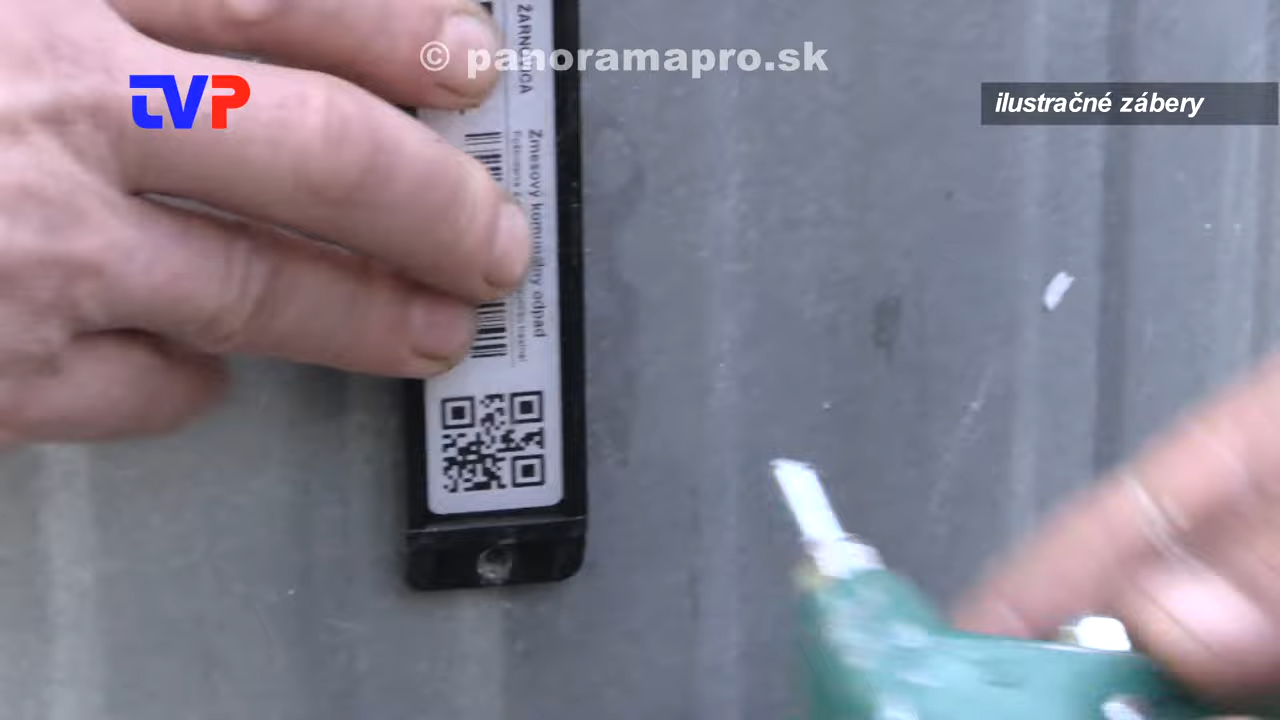 © panoramapro.sk
TVP
ilustračné zábery
ŽARNOVICA
Zmesový komunálny odpad